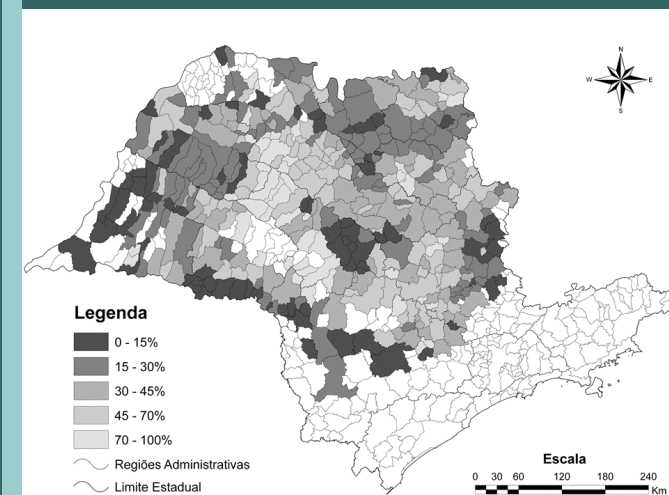 N
W E
S
Legenda
0 - 15%
15 - 30%
30 - 45%
45 - 70%
70 - 100%
Regiões Administrativas
Limite Estadual
Escala
0 30 60 120 180 240
Km